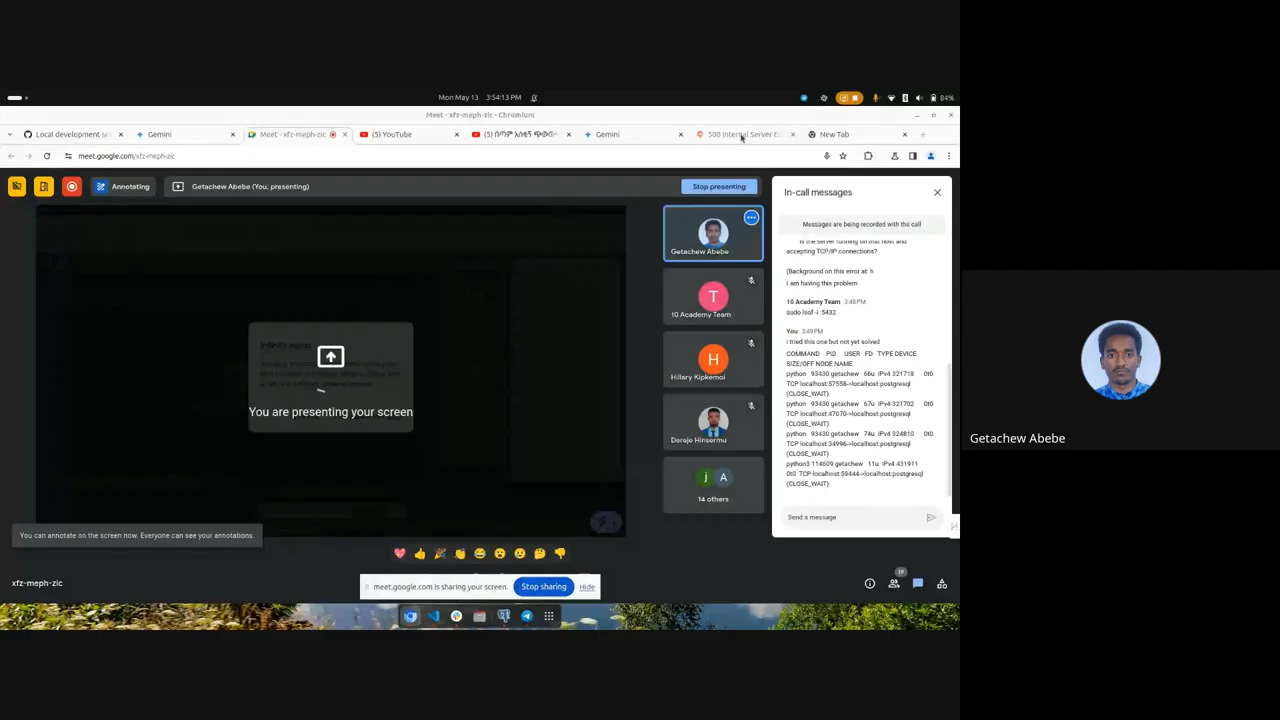 Mon May 13 3:54:13 PM
84%
Meet - xfz-meph-zic - Chromium
Local development se
Gemini
Meet - xfz-meph-zic
(5) YouTube
Gemini
500 Internal Server Er
New Tab
meet.google.com/xfz-meph-zic
Annotating
Getachew Abebe (You, presenting)
Stop presenting
You are presenting your screen
You can annotate on the screen now. Everyone can see your annotations.
Getachew Abebe
T
10 Academy Team
H
Hillary Kipkemoi
Dereje Hinsermu
j A
14 others
In-call messages
Messages are being recorded with the call
Is the server running on that host and
accepting TCP/IP connections?
(Background on this error at: h
I am having this problem
10 Academy Team 3:48 PM
sudo lsof -i :5432
You 3:49 PM
i tried this one but not yet solved
COMMAND PID USER FD TYPE DEVICE
SIZE/OFF NODE NAME
python 93430 getachew 66u IPv4 321718 0t0
TCP localhost:57558->localhost:postgresql
(CLOSE_WAIT)
python 93430 getachew 67u IPv4 321702 0t0
TCP localhost:47070->localhost:postgresql
(CLOSE_WAIT)
python 93430 getachew 74u IPv4 324810 0t0
TCP localhost:34996->localhost:postgresql
(CLOSE_WAIT)
python3 114609 getachew 11u IPv4 431911
0t0 TCP localhost:59444->localhost:postgresql
(CLOSE_WAIT)
Send a message
xfz-meph-zic
meet.google.com is sharing your screen.
Stop sharing
Hide
19
Getachew Abebe